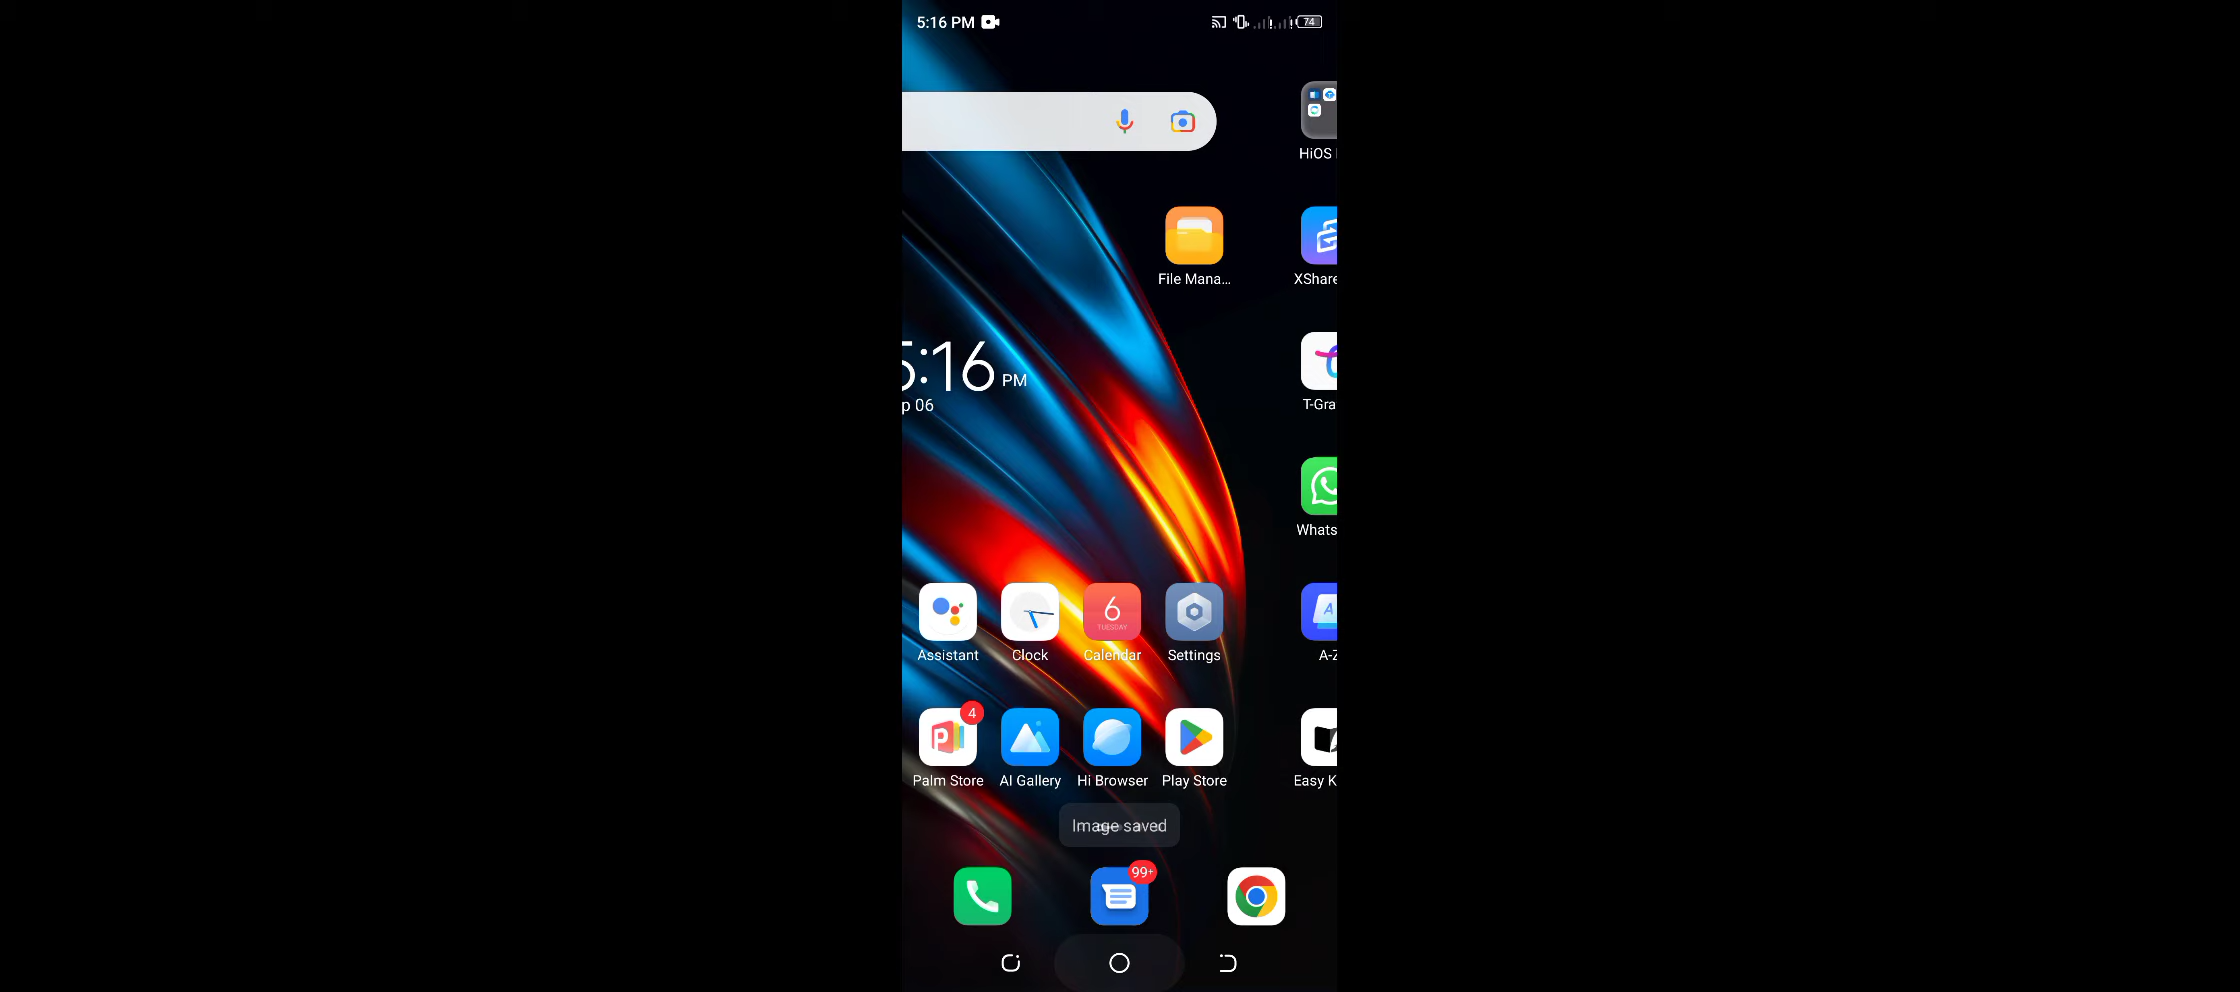 5:16 PM
74
HiOS
File Mana...
XShare
5:16 PM
p 06
T-Gra
Whats
6
TUESDAY
Assistant
Clock
Calendar
Settings
A-Z
4
Palm Store
AI Gallery
Hi Browser
Play Store
Easy K
Image saved
99+